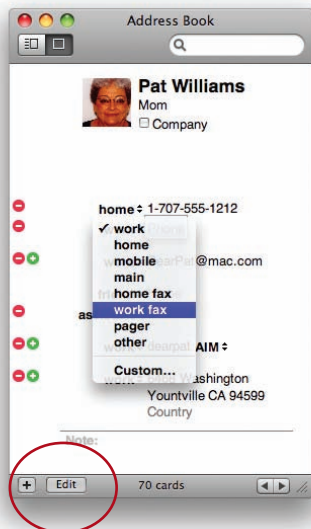 Address Book
Pat Williams
Mom
Company
home 1-707-555-1212
✓ work
home
mobile
@mac.com
main
home fax
work fax
as
pager
other
AIM
Custom...
Washington
Yountville CA 94599
Country
Note:
+ Edit 70 cards